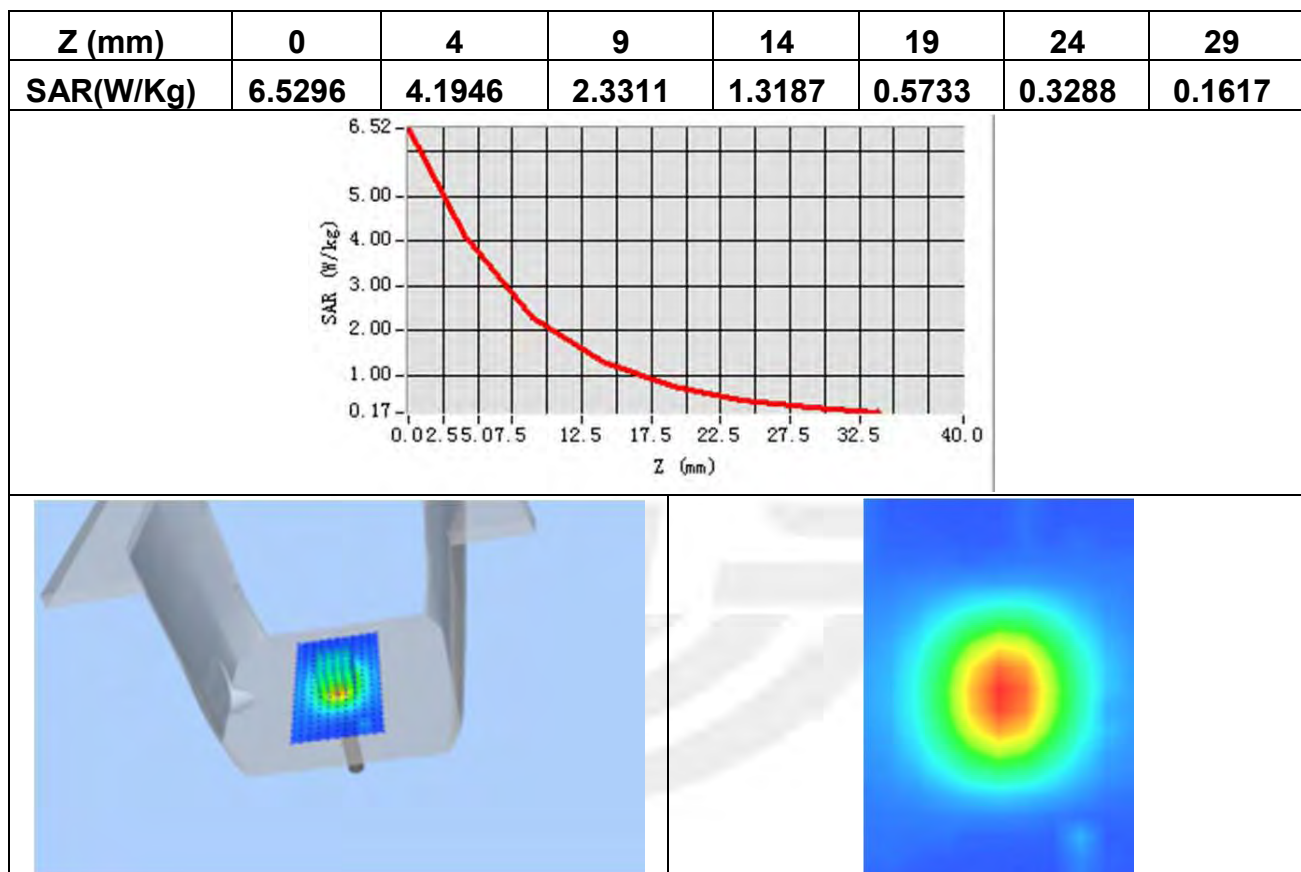 Z (mm) 0 4 9 14 19 24 29
SAR(W/Kg) 6.5296 4.1946 2.3311 1.3187 0.5733 0.3288 0.1617
6.52
5.00
4.00
3.00
2.00
1.00
0.17
SAR (W/kg)
0.0 2.5 5.0 7.5 12.5 17.5 22.5 27.5 32.5 40.0
Z (mm)